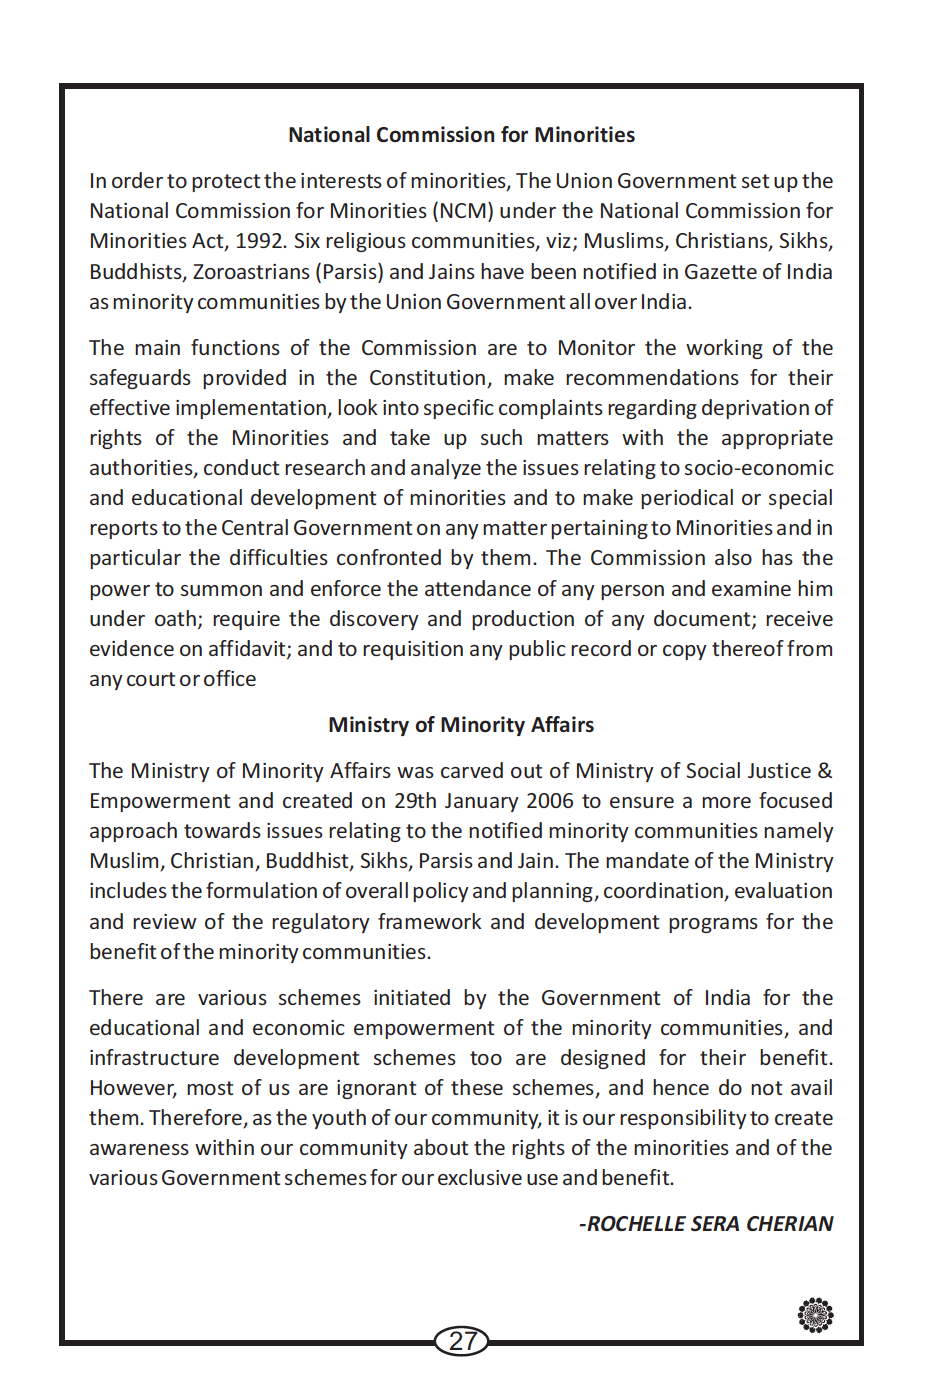 National Commission for Minorities
In order to protect the interests of minorities, The Union Government set up the
National Commission for Minorities (NCM) under the National Commission for
Minorities Act, 1992. Six religious communities, viz; Muslims, Christians, Sikhs,
Buddhists, Zoroastrians (Parsis) and Jains have been notified in Gazette of India
as minority communities by the Union Government all over India.
The main functions of the Commission are to Monitor the working of the
safeguards provided in the Constitution, make recommendations for their
effective implementation, look into specific complaints regarding deprivation of
rights of the Minorities and take up such matters with the appropriate
authorities, conduct research and analyze the issues relating to socio-economic
and educational development of minorities and to make periodical or special
reports to the Central Government on any matter pertaining to Minorities and in
particular the difficulties confronted by them. The Commission also has the
power to summon and enforce the attendance of any person and examine him
under oath; require the discovery and production of any document; receive
evidence on affidavit; and to requisition any public record or copy thereof from
any court or office
Ministry of Minority Affairs
The Ministry of Minority Affairs was carved out of Ministry of Social Justice &
Empowerment and created on 29th January 2006 to ensure a more focused
approach towards issues relating to the notified minority communities namely
Muslim, Christian, Buddhist, Sikhs, Parsis and Jain. The mandate of the Ministry
includes the formulation of overall policy and planning, coordination, evaluation
and review of the regulatory framework and development programs for the
benefit of the minority communities.
There are various schemes initiated by the Government of India for the
educational and economic empowerment of the minority communities, and
infrastructure development schemes too are designed for their benefit.
However, most of us are ignorant of these schemes, and hence do not avail
them. Therefore, as the youth of our community, it is our responsibility to create
awareness within our community about the rights of the minorities and of the
various Government schemes for our exclusive use and benefit.
-ROCHELLE SERA CHERIAN
27